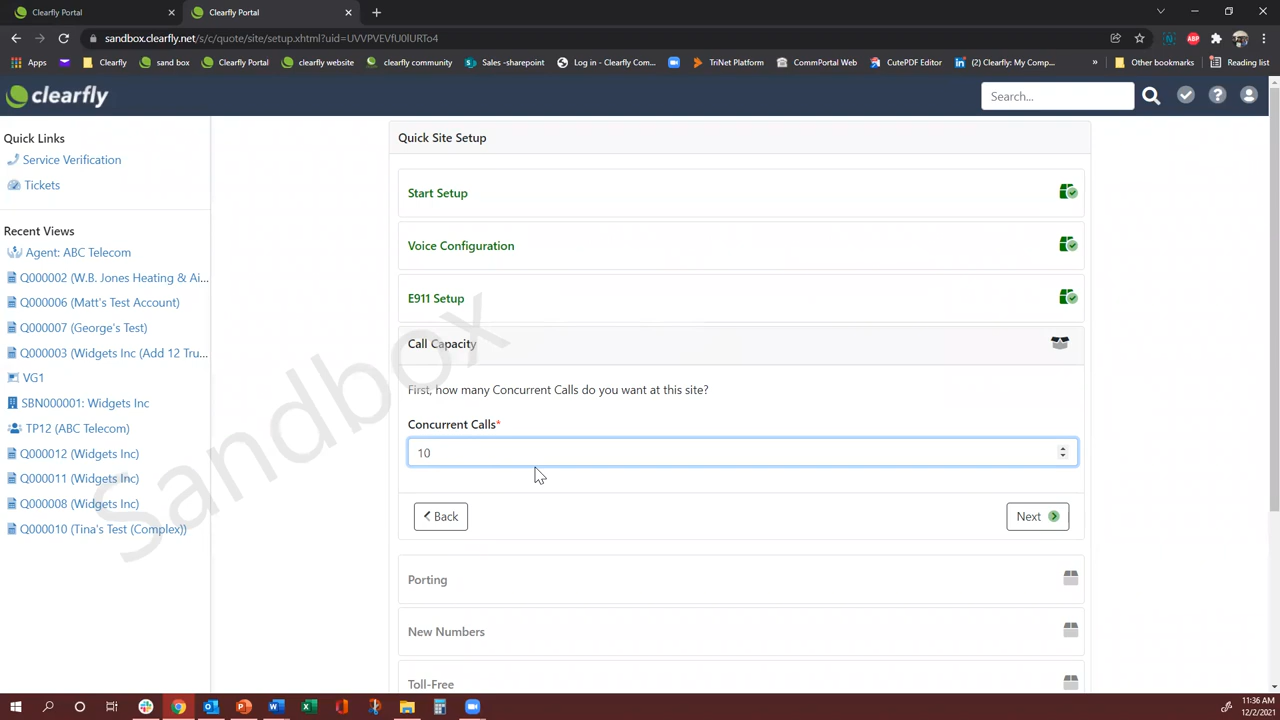 Clearfly Portal
Clearfly Portal
sandbox.clearfly.net/s/c/quote/site/setup.xhtml?uid=UVVPEVfU0lURTo4
ABP
Apps
Clearfly
sand box
Clearfly Portal
clearfly website
clearfly community
Sales -sharepoint
Log in - Clearfly Com...
TriNet Platform
CommPortal Web
CutePDF Editor
(1) Clearfly: My Comp...
»
Other bookmarks
Reading list
clearfly
Search...
Quick Links
Service Verification
Tickets
Recent Views
Agent: ABC Telecom
Q000002 (W.B. Jones Heating & Ai...
Q000006 (Matt's Test Account)
Q000007 (George's Test)
Q000003 (Widgets Inc (Add 12 Tru...
VG1
SBN000001: Widgets Inc
TP12 (ABC Telecom)
Q000012 (Widgets Inc)
Q000011 (Widgets Inc)
Q000008 (Widgets Inc)
Q000010 (Tina's Test (Complex))
Sandbox
Quick Site Setup
Start Setup
Voice Configuration
E911 Setup
Call Capacity
First, how many Concurrent Calls do you want at this site?
Concurrent Calls*
10
Back
Next
Porting
New Numbers
Toll-Free
11:36 AM
12/2/2021